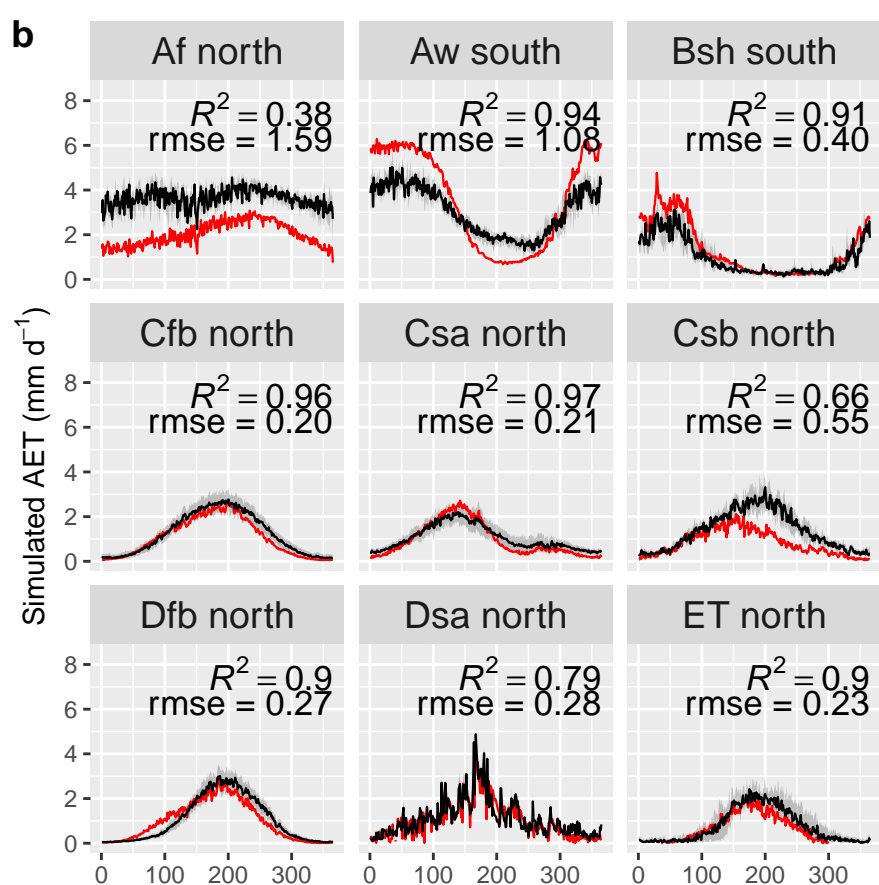 b
Af north
Aw south
Bsh south
R² = 0.38
rmse = 1.59
R² = 0.94
rmse = 1.08
R² = 0.91
rmse = 0.40
8
6
4
2
0
Cfb north
Csa north
Csb north
R² = 0.96
rmse = 0.20
R² = 0.97
rmse = 0.21
R² = 0.66
rmse = 0.55
8
6
4
2
0
Simulated AET (mm d⁻¹)
Dfb north
Dsa north
ET north
R² = 0.9
rmse = 0.27
R² = 0.79
rmse = 0.28
R² = 0.9
rmse = 0.23
8
6
4
2
0
0 100 200 300 0 100 200 300 0 100 200 300